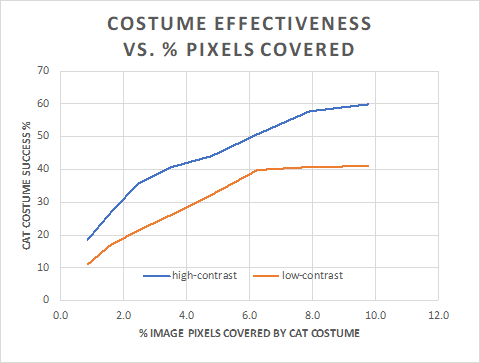 COSTUME EFFECTIVENESS
VS. % PIXELS COVERED
70
60
50
40
30
20
10
0
CAT COSTUME SUCCESS %
high-contrast
low-contrast
0.0 2.0 4.0 6.0 8.0 10.0 12.0
% IMAGE PIXELS COVERED BY CAT COSTUME